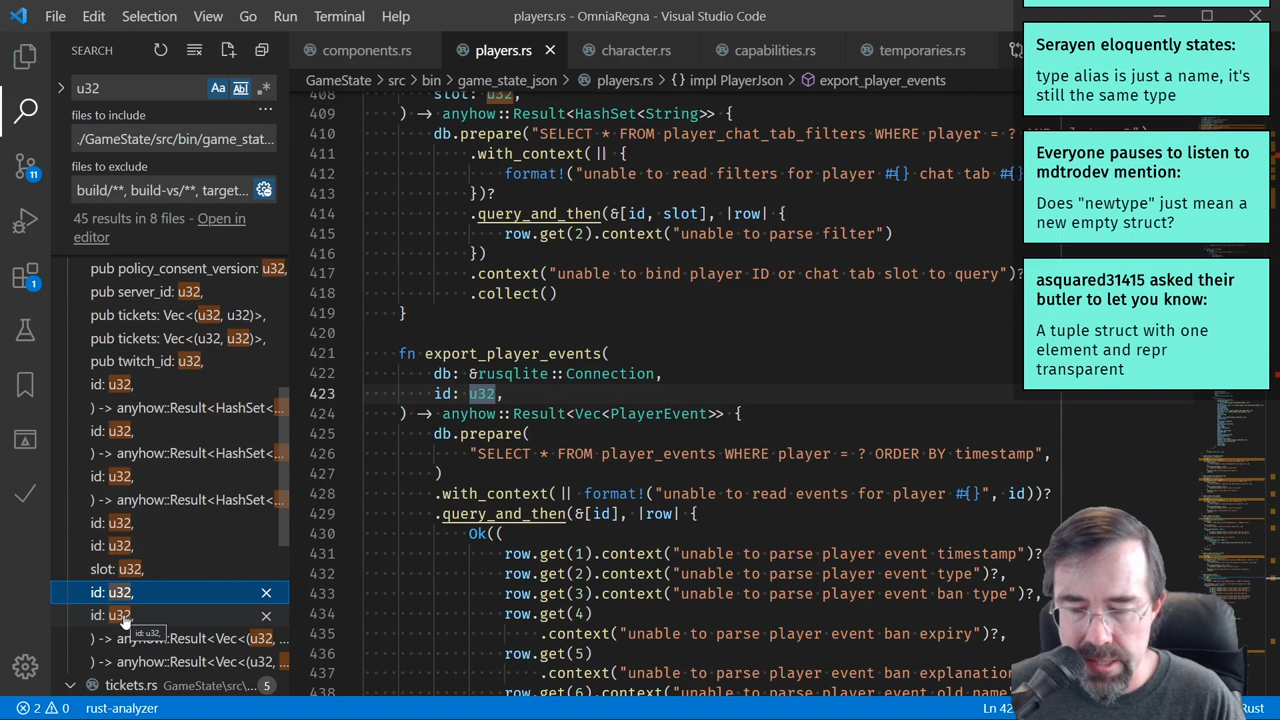 File Edit Selection View Go Run Terminal Help
players.rs - OmniaRegna - Visual Studio Code
SEARCH
u32
Aa
Abl
.*
files to include
./GameState/src/bin/game_stat...
files to exclude
build/**, build-vs/**, target...
45 results in 8 files - Open in
editor
pub policy_consent_version: u32,
pub server_id: u32,
pub tickets: Vec<(u32, u32)>,
pub tickets: Vec<(u32, u32)>,
pub twitch_id: u32,
id: u32,
) -> anyhow::Result<HashSet<...
id: u32,
) -> anyhow::Result<HashSet<...
id: u32,
) -> anyhow::Result<HashSet<...
id: u32,
id: u32,
slot: u32,
id: u32,
id: u32,
id: u32,
) -> anyhow::Result<Vec<(u32, ...
) -> anyhow::Result<Vec<(u32, ...
tickets.rs GameState\src\... 5
11
1
components.rs players.rs character.rs capabilities.rs temporaries.rs
GameState > src > bin > game_state_json > players.rs > {} impl PlayerJson > export_player_events
408 slot: u32,
409 ) -> anyhow::Result<HashSet<String>> {
410 db.prepare("SELECT * FROM player_chat_tab_filters WHERE player = ?
411 .with_context(|| {
412 format!("unable to read filters for player #{} chat tab #{}
413 })?
414 .query_and_then(&[id, slot], |row| {
415 row.get(2).context("unable to parse filter")
416 })
417 .context("unable to bind player ID or chat tab slot to query")?
418 .collect()
419 }
420
421 fn export_player_events(
422 db: &rusqlite::Connection,
423 id: u32,
424 ) -> anyhow::Result<Vec<PlayerEvent>> {
425 db.prepare(
426 "SELECT * FROM player_events WHERE player = ? ORDER BY timestamp",
427 )
428 .with_context(|| format!("unable to read events for player #{}", id))?
429 .query_and_then(&[id], |row| {
430 Ok((
431 row.get(1).context("unable to parse player event timestamp")?
432 row.get(2).context("unable to parse player event type")?,
433 row.get(3).context("unable to parse player event ban type")?,
434 row.get(4)
435 .context("unable to parse player event ban expiry")?,
436 row.get(5)
437 .context("unable to parse player event ban explanation
438 row.get(6).context("unable to parse player event old name
Serayen eloquently states:
type alias is just a name, it's
still the same type
Everyone pauses to listen to
mdtrodev mention:
Does "newtype" just mean a
new empty struct?
asquared31415 asked their
butler to let you know:
A tuple struct with one
element and repr
transparent
2 0 rust-analyzer
Ln 42
Rust